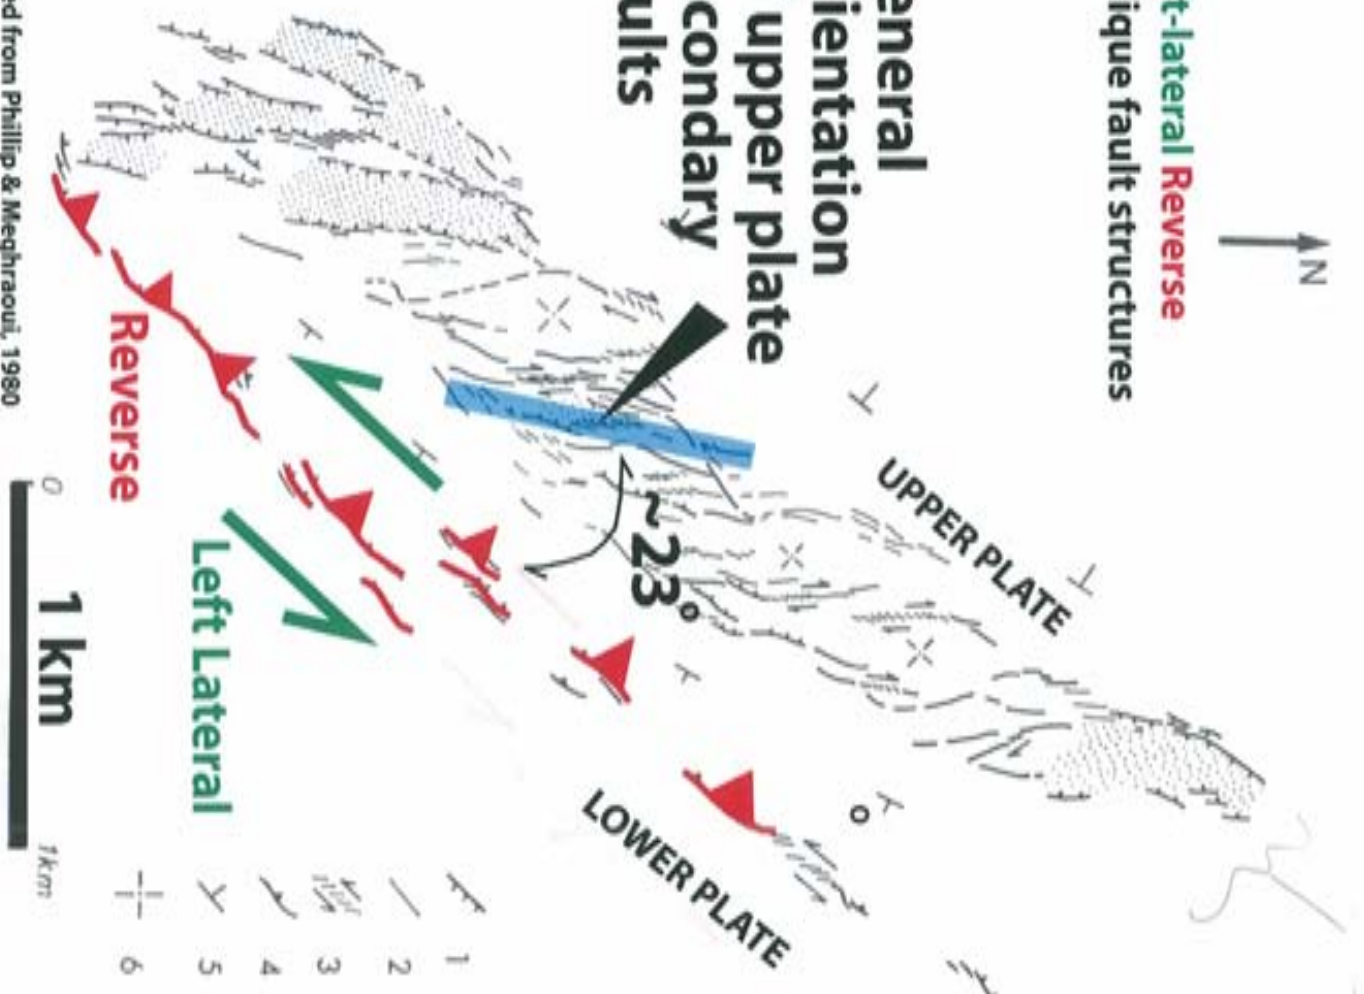 t-lateral Reverse
ique fault structures
N
eneral
ientation
upper plate
condary
ults
UPPER PLATE
~23°
LOWER PLATE
Left Lateral
Reverse
0
1 km
1km
1
2
3
4
5
6
ed from Phillip & Meghraoui, 1980